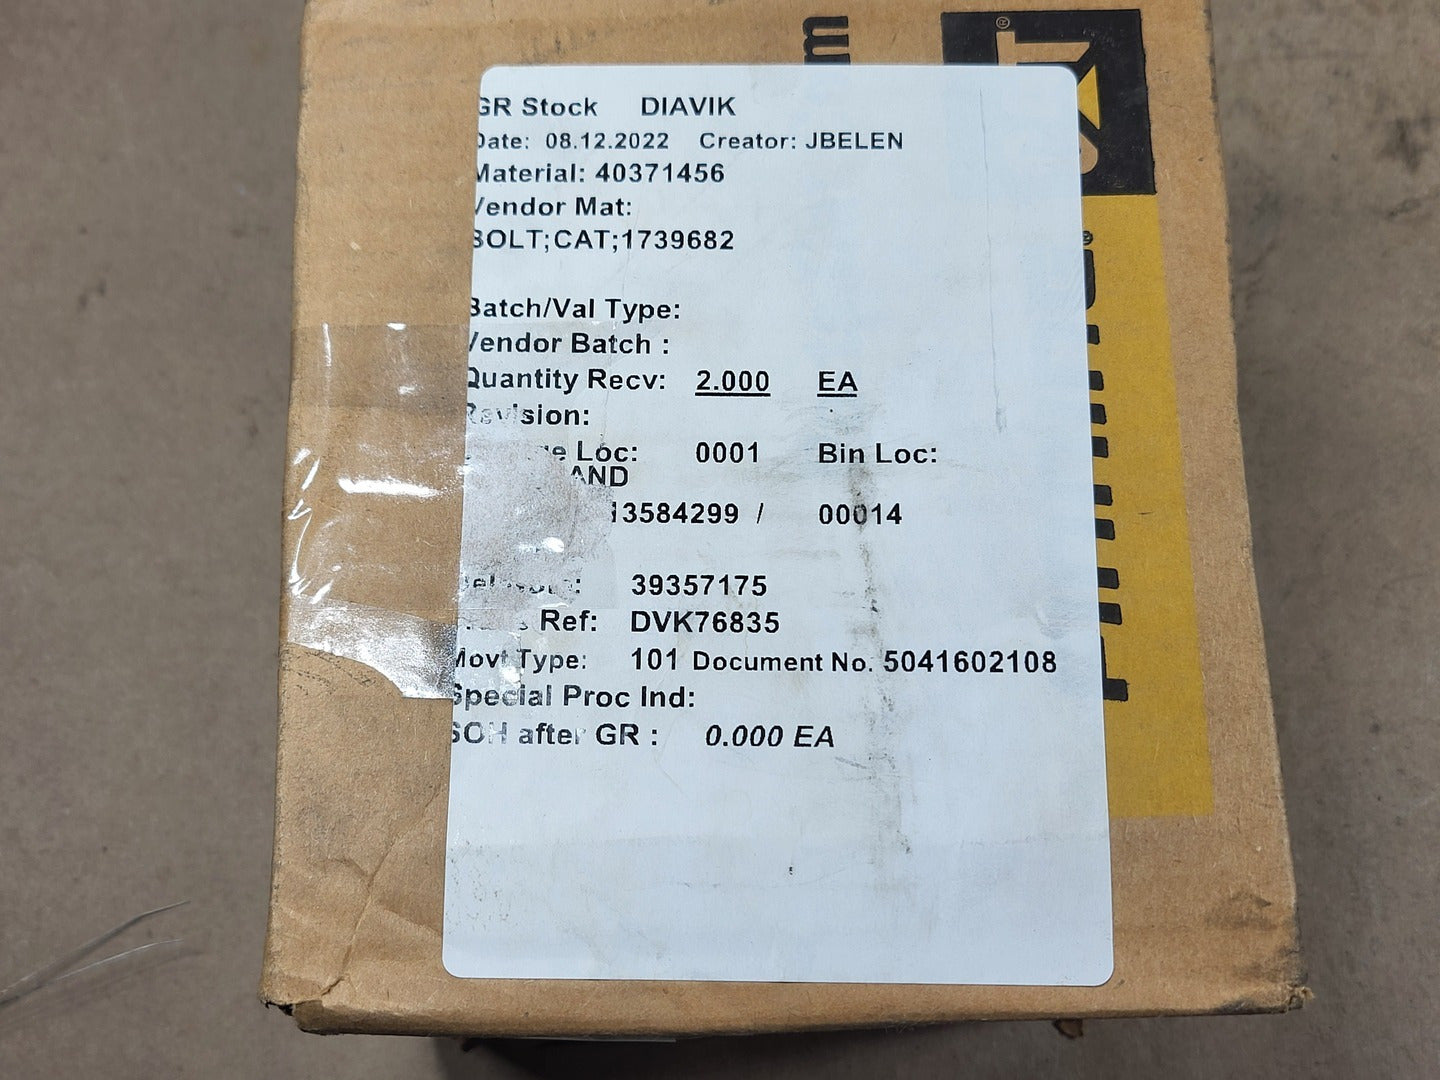 GR Stock DIAVIK
Date: 08.12.2022 Creator: JBELEN
Material: 40371456
Vendor Mat:
BOLT;CAT;1739682
Batch/Val Type:
Vendor Batch :
Quantity Recv: 2.000 EA
Revision:
Loc: 0001 Bin Loc:
AND
13584299 / 00014
39357175
Ref: DVK76835
Movt Type: 101 Document No. 5041602108
Special Proc Ind:
SOH after GR : 0.000 EA